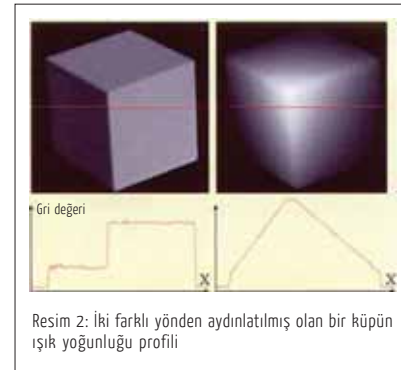 Gri değeri
X
X
Resim 2: İki farklı yönden aydınlatılmış olan bir küpün
ışık yoğunluğu profili